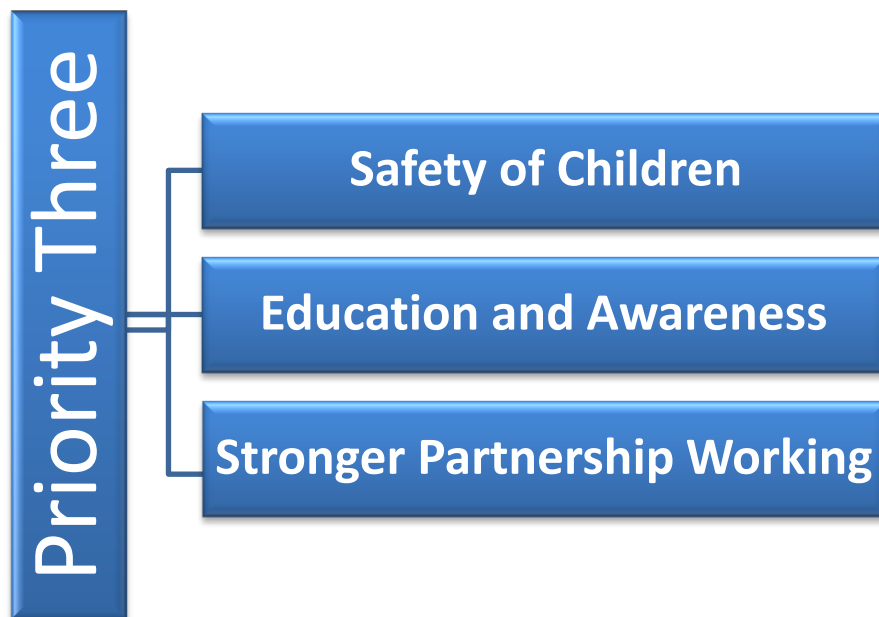 Priority Three
Safety of Children
Education and Awareness
Stronger Partnership Working